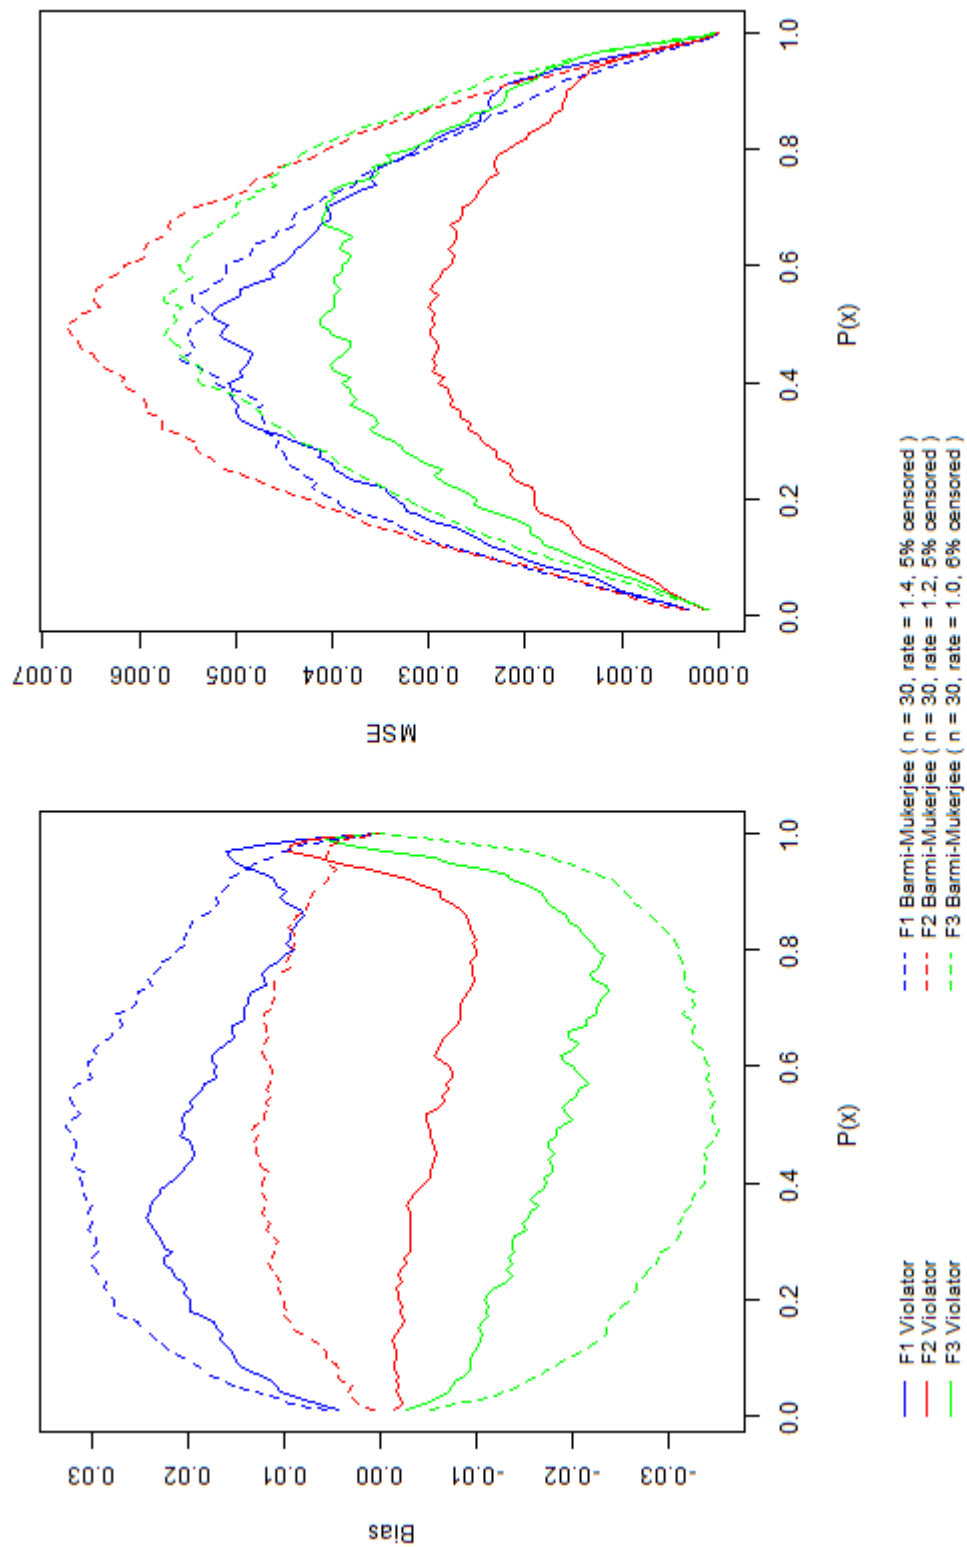 0.03
0.02
0.01
0.00
-0.01
-0.02
-0.03
Bias
0.0
0.2
0.4
0.6
0.8
1.0
P(x)
0.007
0.006
0.005
0.004
0.003
0.002
0.001
0.000
MSE
0.0
0.2
0.4
0.6
0.8
1.0
P(x)
F1 Violator
F2 Violator
F3 Violator
F1 Barmi-Mukerjee ( n = 30, rate = 1.4, 5% censored )
F2 Barmi-Mukerjee ( n = 30, rate = 1.2, 5% censored )
F3 Barmi-Mukerjee ( n = 30, rate = 1.0, 6% censored )